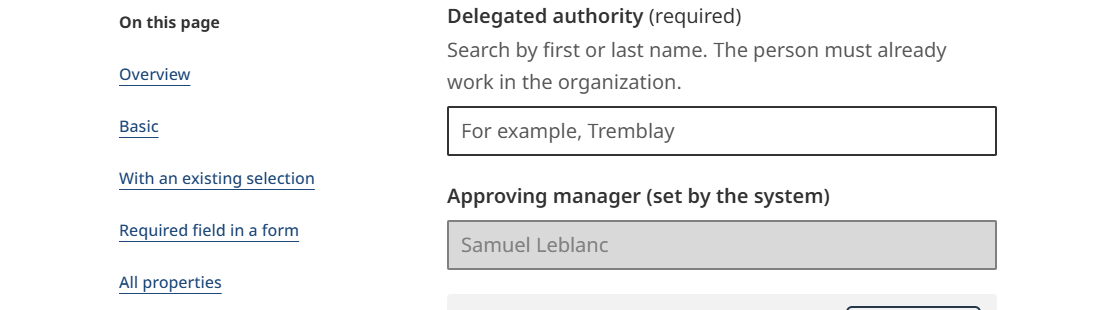 On this page
Overview
Basic
With an existing selection
Required field in a form
All properties
Delegated authority (required)
Search by first or last name. The person must already
work in the organization.
For example, Tremblay
Approving manager (set by the system)
Samuel Leblanc